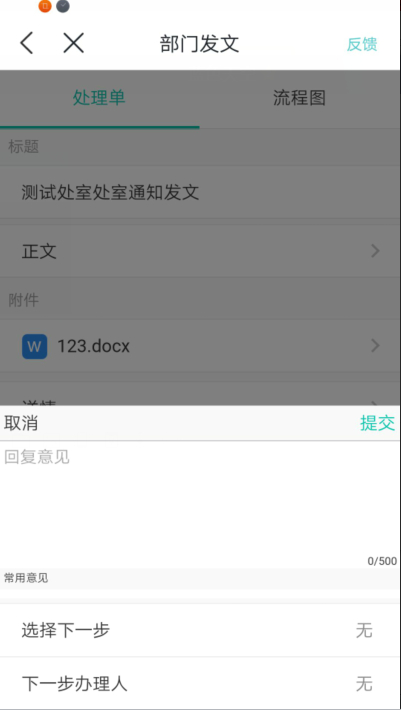 部门发文
反馈
处理单
流程图
标题
测试处室处室通知发文
正文
附件
W 123.docx
详情
取消
提交
回复意见
0/500
常用意见
选择下一步
无
下一步办理人
无